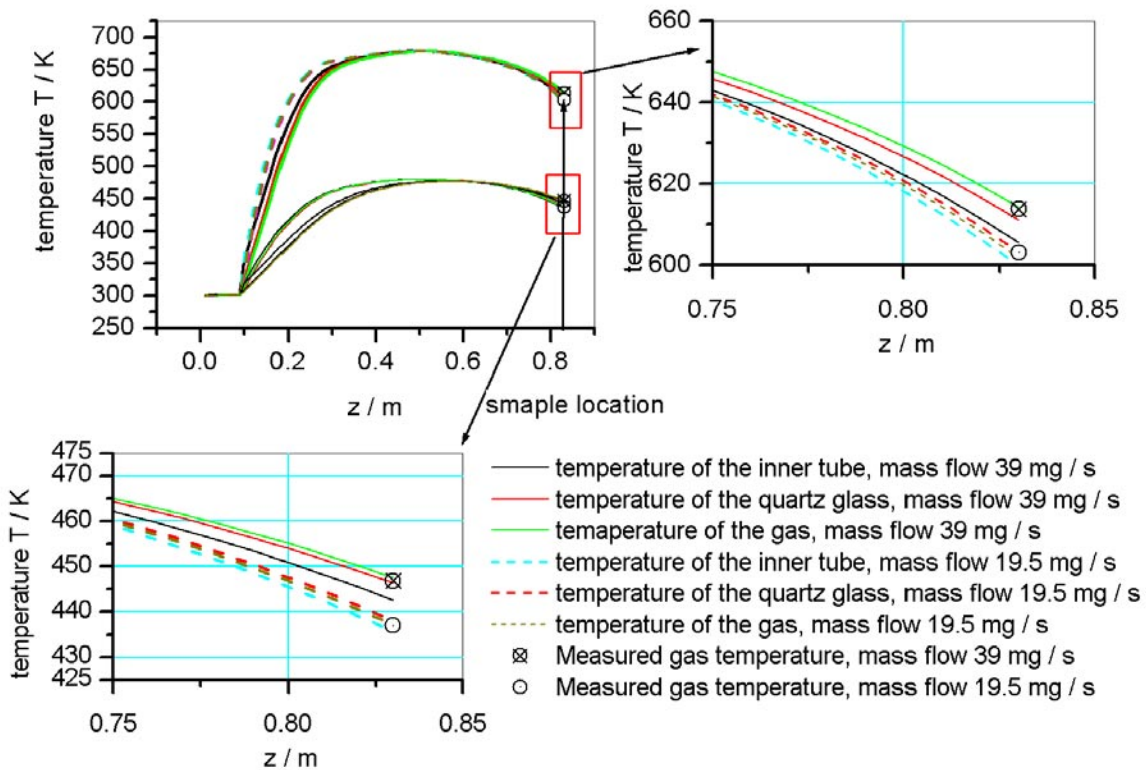 temperature T / K
700
650
600
550
500
450
400
350
300
250
0.0 0.2 0.4 0.6 0.8
z / m
temperature T / K
660
640
620
600
0.75 0.80 0.85
z / m
smaple location
temperature T / K
475
470
460
450
440
430
425
0.75 0.80 0.85
z / m
temperature of the inner tube, mass flow 39 mg / s
temperature of the quartz glass, mass flow 39 mg / s
temaperature of the gas, mass flow 39 mg / s
temperature of the inner tube, mass flow 19.5 mg / s
temperature of the quartz glass, mass flow 19.5 mg / s
temperature of the gas, mass flow 19.5 mg / s
Measured gas temperature, mass flow 39 mg / s
Measured gas temperature, mass flow 19.5 mg / s